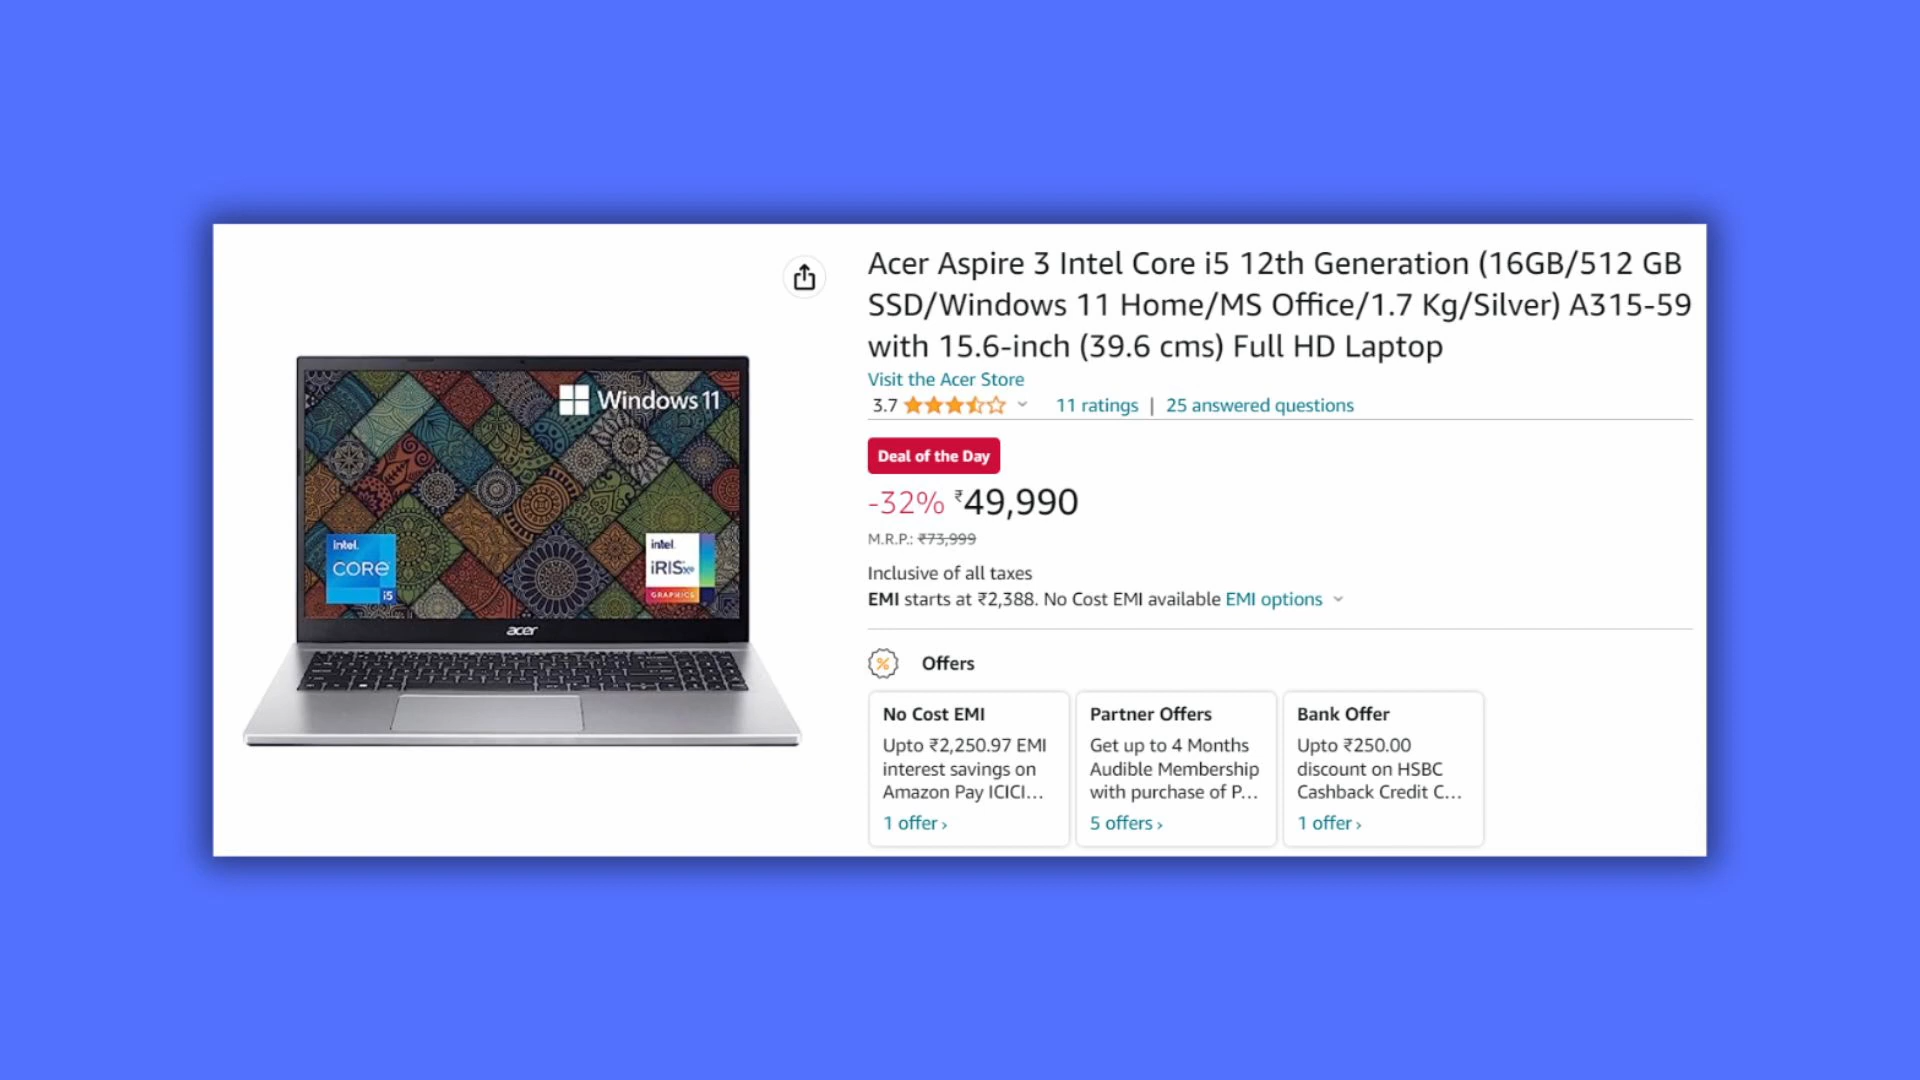 Acer Aspire 3 Intel Core i5 12th Generation (16GB/512 GB
SSD/Windows 11 Home/MS Office/1.7 Kg/Silver) A315-59
with 15.6-inch (39.6 cms) Full HD Laptop
Visit the Acer Store
3.7
11 ratings | 25 answered questions
Deal of the Day
-32% ₹49,990
M.R.P.: ₹73,999
Inclusive of all taxes
EMI starts at ₹2,388. No Cost EMI available EMI options
% Offers
No Cost EMI
Upto ₹2,250.97 EMI
interest savings on
Amazon Pay ICICI...
1 offer ›
Partner Offers
Get up to 4 Months
Audible Membership
with purchase of P...
5 offers ›
Bank Offer
Upto ₹250.00
discount on HSBC
Cashback Credit C...
1 offer ›
Windows 11
intel.
CORE
i5
intel.
iRISxe
GRAPHICS
acer